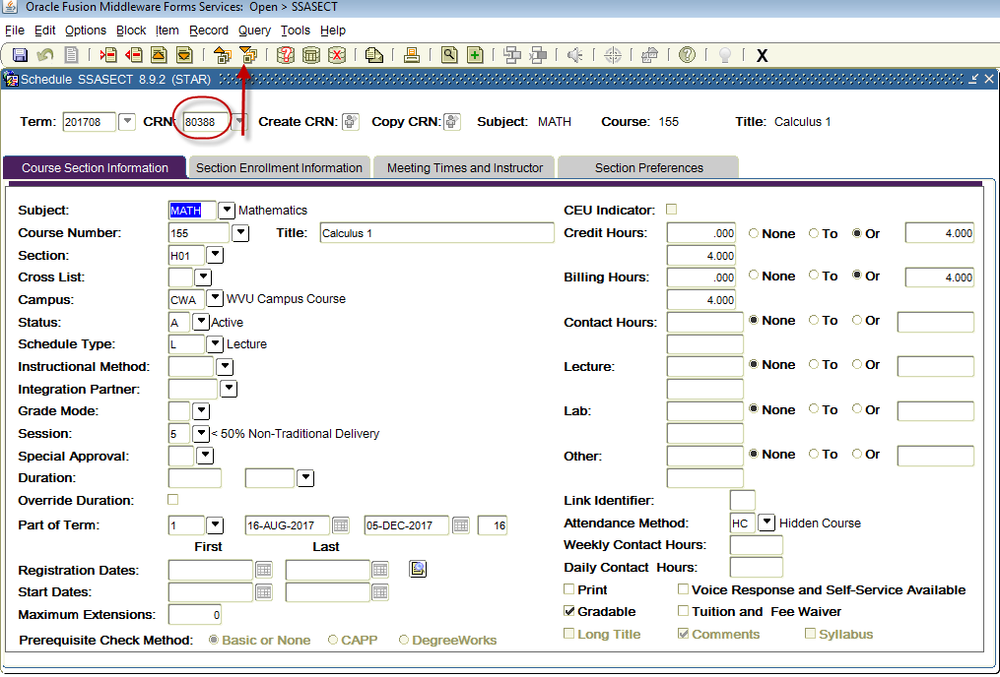 Oracle Fusion Middleware Forms Services: Open > SSASECT
File Edit Options Block Item Record Query Tools Help
X
Schedule SSASECT 8.9.2 (STAR)
Term: 201708 CRN: 80388 Create CRN: Copy CRN: Subject: MATH Course: 155 Title: Calculus 1
Course Section Information Section Enrollment Information Meeting Times and Instructor Section Preferences
Subject: MATH Mathematics CEU Indicator:
Course Number: 155 Title: Calculus 1 Credit Hours: .000 None To Or 4.000
Section: H01 4.000
Cross List: Billing Hours: .000 None To Or 4.000
Campus: CWA WVU Campus Course 4.000
Status: A Active Contact Hours: None To Or
Schedule Type: L Lecture
Instructional Method: Lecture: None To Or
Integration Partner:
Grade Mode: Lab: None To Or
Session: 5 < 50% Non-Traditional Delivery
Special Approval: Other: None To Or
Duration:
Override Duration: Link Identifier:
Part of Term: 1 16-AUG-2017 05-DEC-2017 16 Attendance Method: HC Hidden Course
First Last Weekly Contact Hours:
Registration Dates: Daily Contact Hours:
Start Dates: Print Voice Response and Self-Service Available
Maximum Extensions: 0 Gradable Tuition and Fee Waiver
Prerequisite Check Method: Basic or None CAPP DegreeWorks Long Title Comments Syllabus